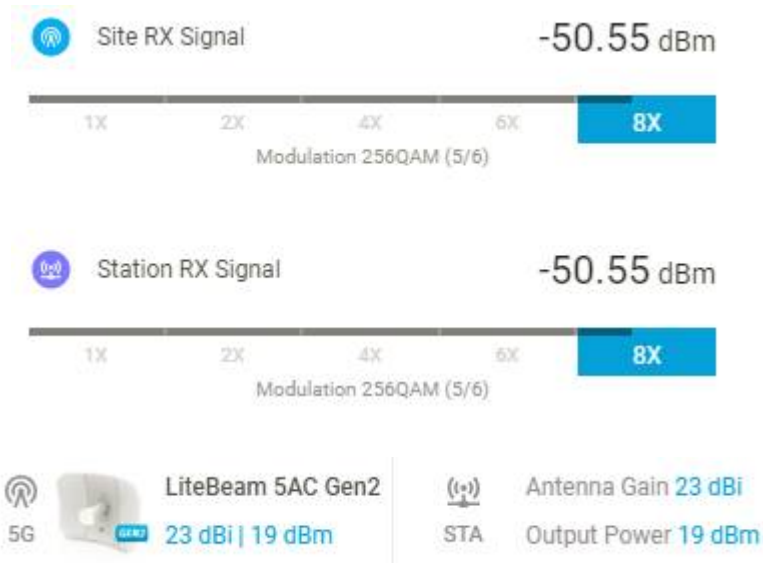 Site RX Signal -50.55 dBm
1X 2X 4X 6X 8X
Modulation 256QAM (5/6)
Station RX Signal -50.55 dBm
1X 2X 4X 6X 8X
Modulation 256QAM (5/6)
LiteBeam 5AC Gen2 Antenna Gain 23 dBi
5G GEN2 23 dBi | 19 dBm STA Output Power 19 dBm